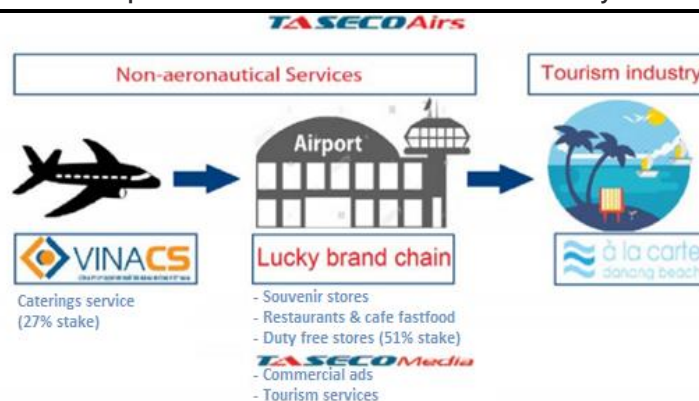 TASECOAirs
Non-aeronautical Services
Tourism industry
Airport
VINACS
Lucky brand chain
à la carte
danang beach
Caterings service
(27% stake)
- Souvenir stores
- Restaurants & cafe fastfood
- Duty free stores (51% stake)
TASECOMedia
- Commercial ads
- Tourism services